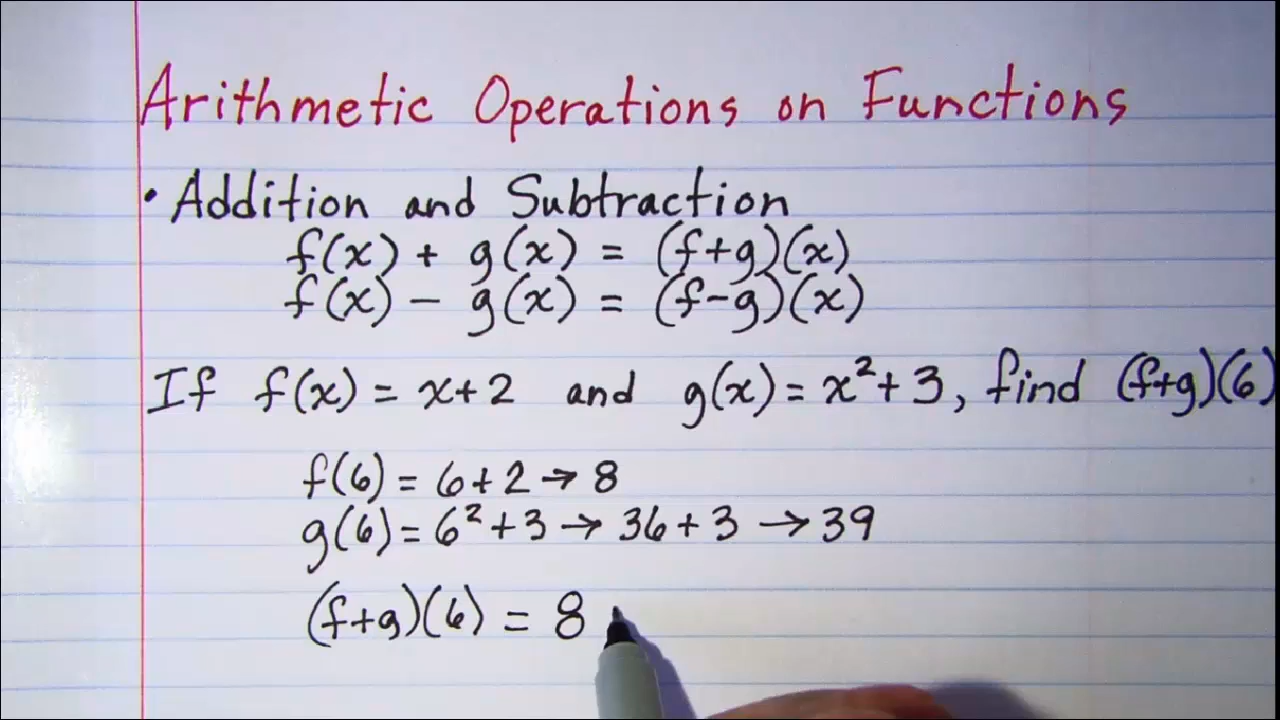 Arithmetic Operations on Functions
• Addition and Subtraction
f(x) + g(x) = (f+g)(x)
f(x) − g(x) = (f−g)(x)
If f(x) = x+2 and g(x) = x²+3, find (f+g)(6)
f(6) = 6+2 → 8
g(6) = 6²+3 → 36+3 → 39
(f+g)(6) = 8